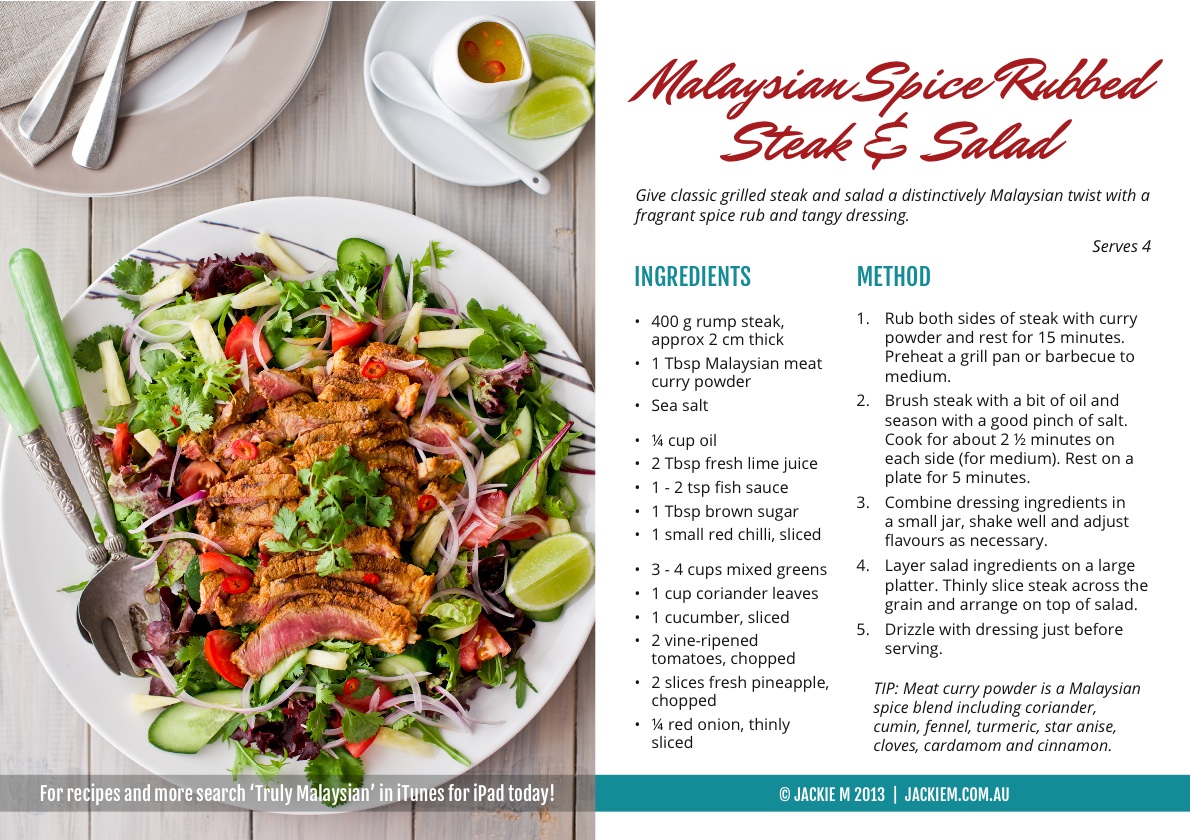 Malaysian Spice Rubbed
Steak & Salad
Give classic grilled steak and salad a distinctively Malaysian twist with a
fragrant spice rub and tangy dressing.
Serves 4
INGREDIENTS
• 400 g rump steak,
approx 2 cm thick
• 1 Tbsp Malaysian meat
curry powder
• Sea salt
• ¼ cup oil
• 2 Tbsp fresh lime juice
• 1 - 2 tsp fish sauce
• 1 Tbsp brown sugar
• 1 small red chilli, sliced
• 3 - 4 cups mixed greens
• 1 cup coriander leaves
• 1 cucumber, sliced
• 2 vine-ripened
tomatoes, chopped
• 2 slices fresh pineapple,
chopped
• ¼ red onion, thinly
sliced
METHOD
1. Rub both sides of steak with curry
powder and rest for 15 minutes.
Preheat a grill pan or barbecue to
medium.
2. Brush steak with a bit of oil and
season with a good pinch of salt.
Cook for about 2 ½ minutes on
each side (for medium). Rest on a
plate for 5 minutes.
3. Combine dressing ingredients in
a small jar, shake well and adjust
flavours as necessary.
4. Layer salad ingredients on a large
platter. Thinly slice steak across the
grain and arrange on top of salad.
5. Drizzle with dressing just before
serving.
TIP: Meat curry powder is a Malaysian
spice blend including coriander,
cumin, fennel, turmeric, star anise,
cloves, cardamom and cinnamon.
For recipes and more search ‘Truly Malaysian’ in iTunes for iPad today!
© JACKIE M 2013 | JACKIEM.COM.AU